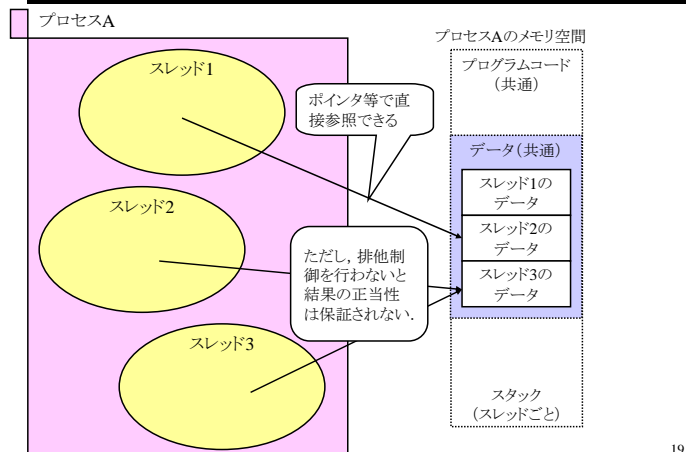 プロセスA
スレッド1
スレッド2
スレッド3
ポインタ等で直
接参照できる
ただし，排他制
御を行わないと
結果の正当性
は保証されない．
プロセスAのメモリ空間
プログラムコード
（共通）
データ（共通）
スレッド1の
データ
スレッド2の
データ
スレッド3の
データ
スタック
（スレッドごと）
19